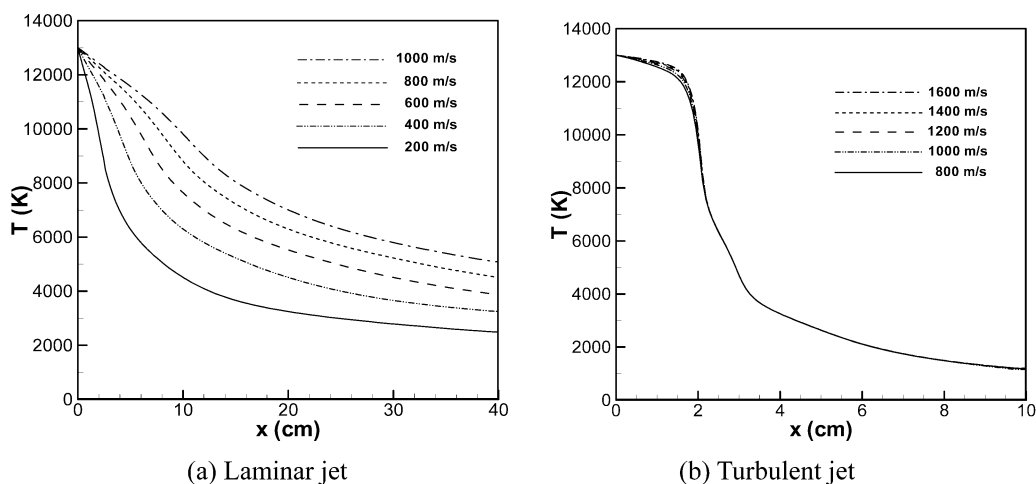 14000
12000
10000
8000
6000
4000
2000
0
T (K)
1000 m/s
800 m/s
600 m/s
400 m/s
200 m/s
0 10 20 30 40
x (cm)
(a) Laminar jet
14000
12000
10000
8000
6000
4000
2000
0
T (K)
1600 m/s
1400 m/s
1200 m/s
1000 m/s
800 m/s
0 2 4 6 8 10
x (cm)
(b) Turbulent jet